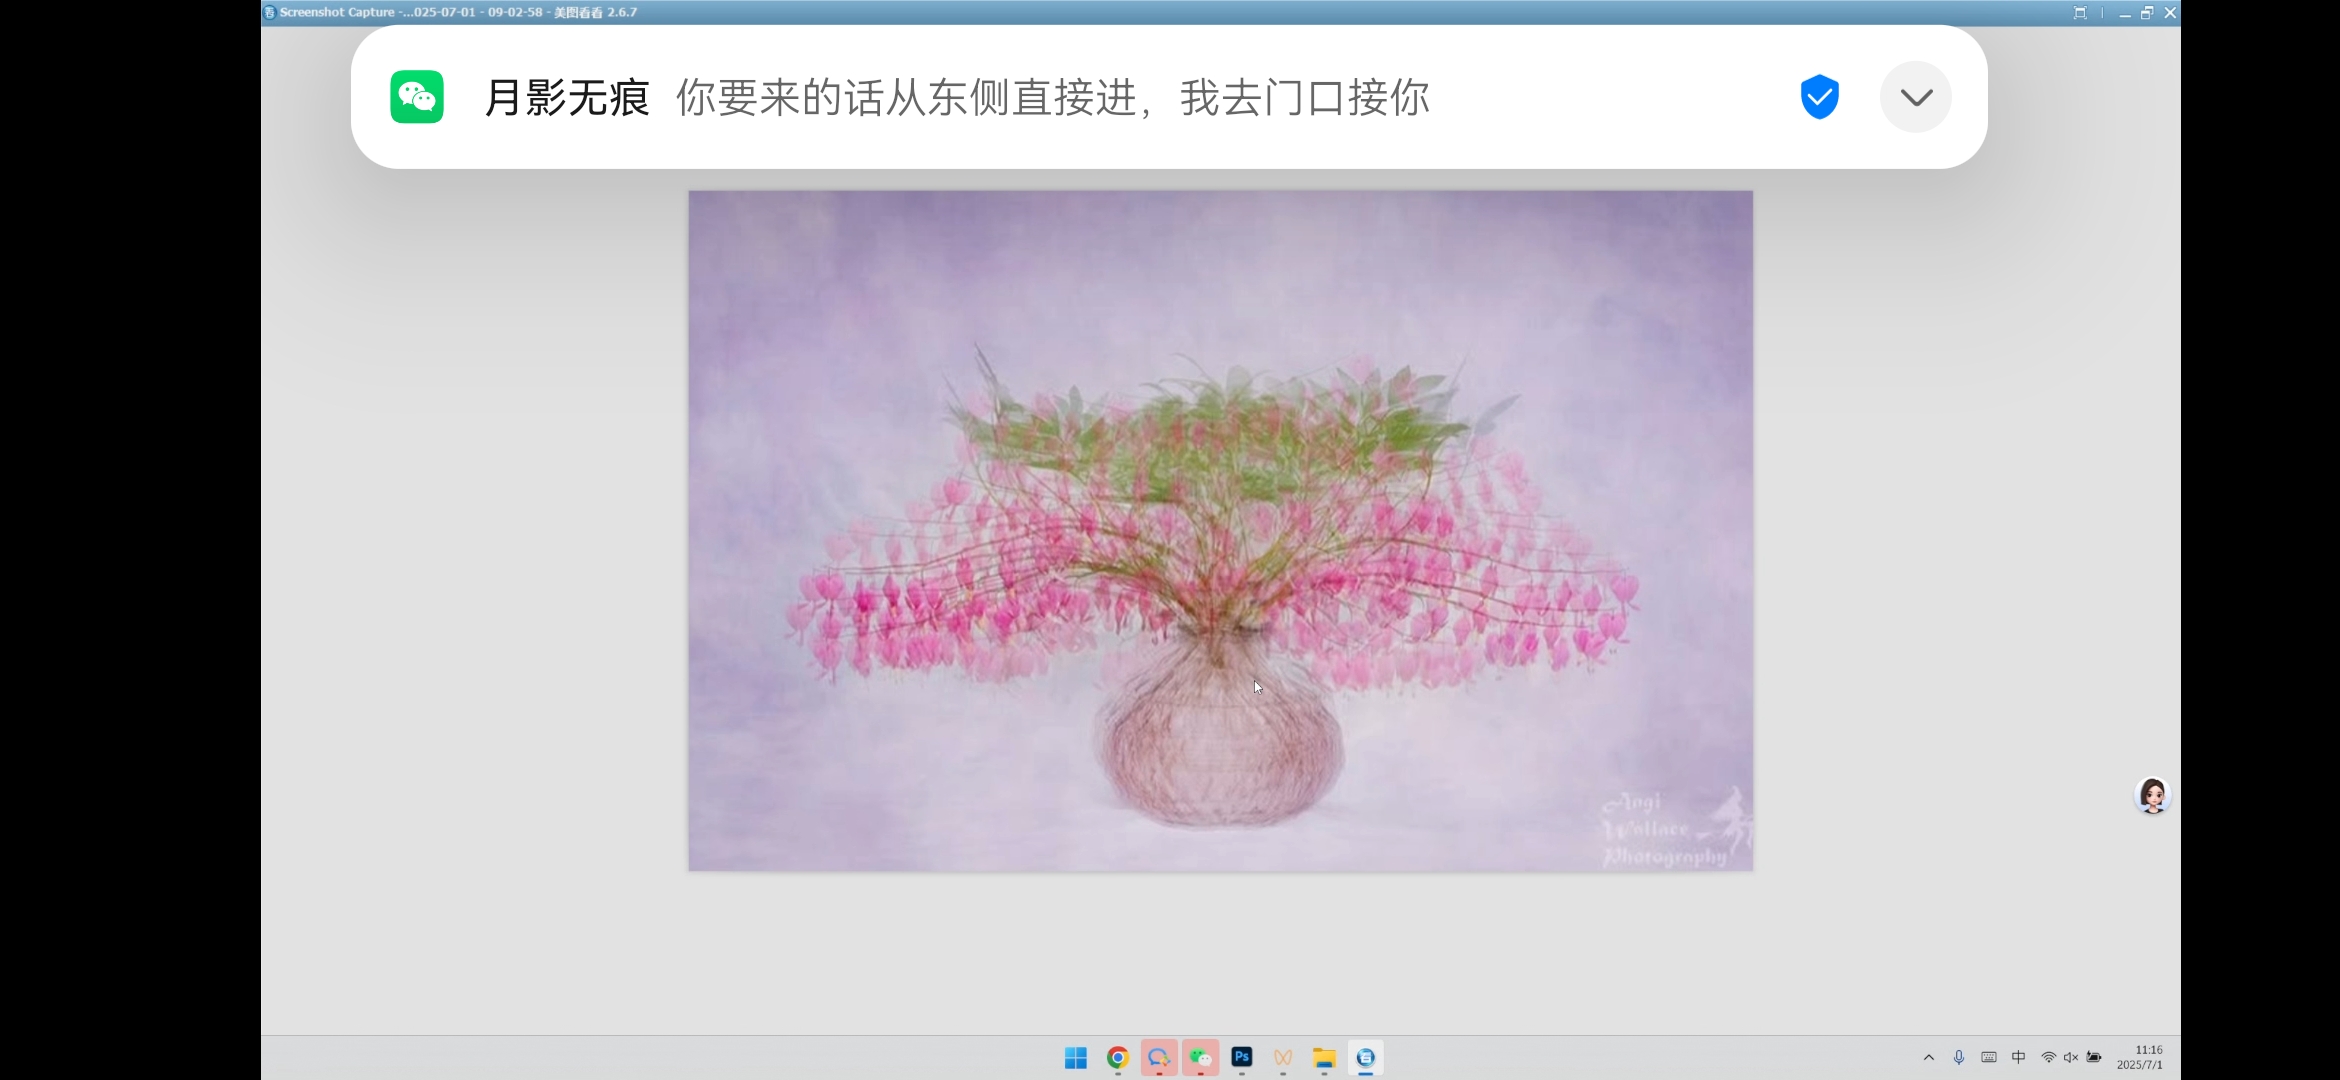 Screenshot Capture -...025-07-01 - 09-02-58 - 美图看看 2.6.7
月影无痕 你要来的话从东侧直接进，我去门口接你
Angi
Wallace
Photography
Ps
中
11:16
2025/7/1